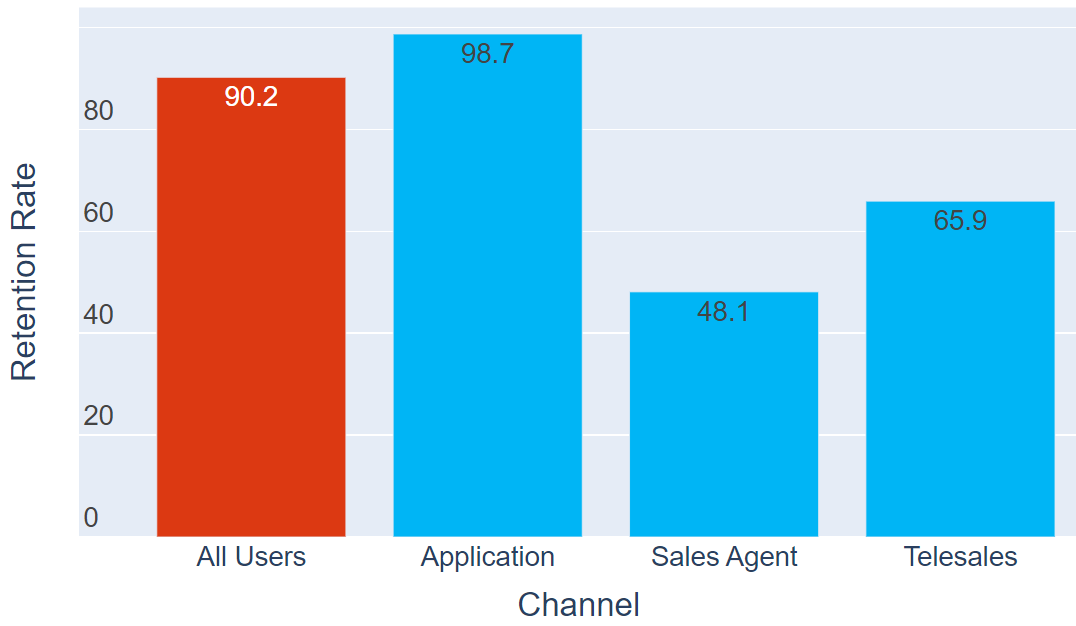 Retention Rate
80
60
40
20
0
90.2
98.7
48.1
65.9
All Users
Application
Sales Agent
Telesales
Channel